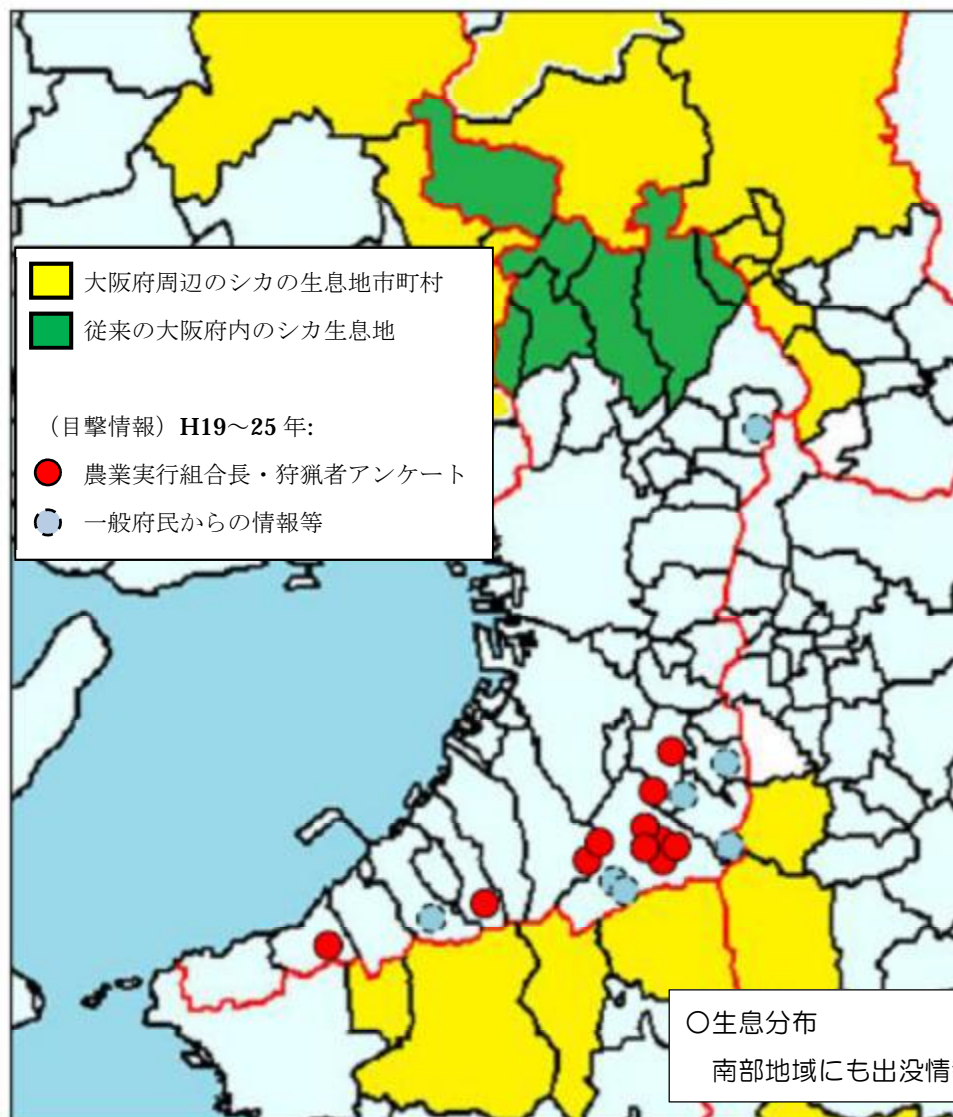 大阪府周辺のシカの生息地市町村
従来の大阪府内のシカ生息地
（目撃情報）H19～25 年:
農業実行組合長・狩猟者アンケート
一般府民からの情報等
〇生息分布
南部地域にも出没情